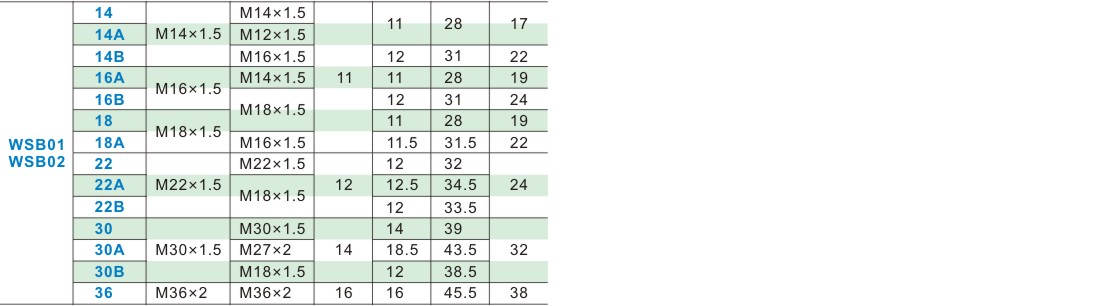 14 M14×1.5 11 28 17
14A M14×1.5 M12×1.5
14B M16×1.5 12 31 22
16A M16×1.5 M14×1.5 11 11 28 19
16B M18×1.5 12 31 24
18 M18×1.5 11 28 19
18A M16×1.5 11.5 31.5 22
WSB01
WSB02
22 M22×1.5 12 32
22A M22×1.5 M18×1.5 12 12.5 34.5 24
22B 12 33.5
30 M30×1.5 14 39
30A M30×1.5 M27×2 14 18.5 43.5 32
30B M18×1.5 12 38.5
36 M36×2 M36×2 16 16 45.5 38